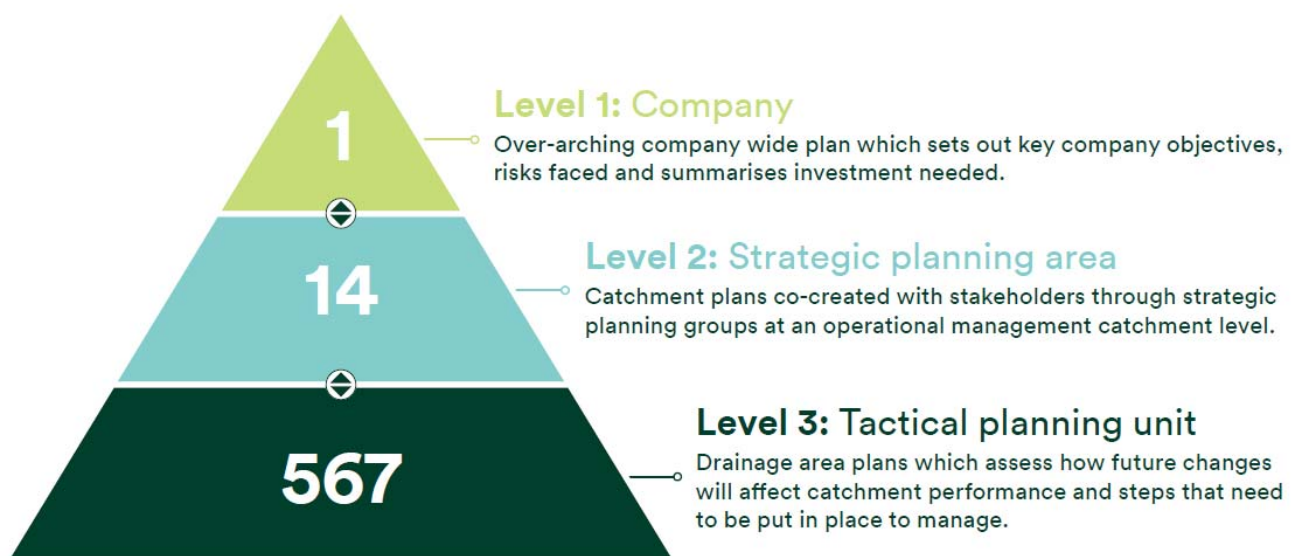 1
Level 1: Company
Over-arching company wide plan which sets out key company objectives,
risks faced and summarises investment needed.
14
Level 2: Strategic planning area
Catchment plans co-created with stakeholders through strategic
planning groups at an operational management catchment level.
567
Level 3: Tactical planning unit
Drainage area plans which assess how future changes
will affect catchment performance and steps that need
to be put in place to manage.